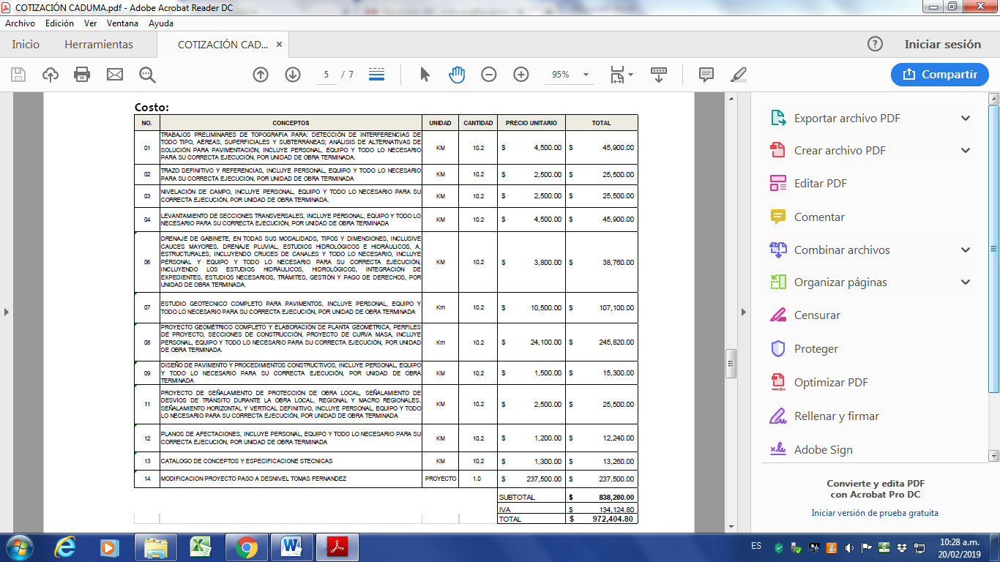 COTIZACIÓN CADUMA.pdf - Adobe Acrobat Reader DC
Archivo Edición Ver Ventana Ayuda
Inicio Herramientas COTIZACIÓN CAD... × Iniciar sesión
5 / 7 95% Compartir
Costo:
NO. CONCEPTOS UNIDAD CANTIDAD PRECIO UNITARIO TOTAL
TRABAJOS PRELIMINARES DE TOPOGRAFIA PARA: DETECCIÓN DE INTERFERENCIAS DE
TODO TIPO, AÉREAS, SUPERFICIALES Y SUBTERRÁNEAS; ANÁLISIS DE ALTERNATIVAS DE
01 SOLUCIÓN PARA PAVIMENTACIÓN, INCLUYE PERSONAL, EQUIPO Y TODO LO NECESARIO KM 10.2 $ 4,500.00 $ 45,900.00
PARA SU CORRECTA EJECUCIÓN, POR UNIDAD DE OBRA TERMINADA.
02 TRAZO DEFINITIVO Y REFERENCIAS, INCLUYE PERSONAL, EQUIPO Y TODO LO NECESARIO KM 10.2 $ 2,500.00 $ 25,500.00
PARA SU CORRECTA EJECUCIÓN, POR UNIDAD DE OBRA TERMINADA
03 NIVELACIÓN DE CAMPO, INCLUYE PERSONAL, EQUIPO Y TODO LO NECESARIO PARA SU KM 10.2 $ 2,500.00 $ 25,500.00
CORRECTA EJECUCIÓN, POR UNIDAD DE OBRA TERMINADA.
04 LEVANTAMIENTO DE SECCIONES TRANSVERSALES, INCLUYE PERSONAL, EQUIPO Y TODO LO KM 10.2 $ 4,500.00 $ 45,900.00
NECESARIO PARA SU CORRECTA EJECUCIÓN, POR UNIDAD DE OBRA TERMINADA
DRENAJE DE GABINETE, EN TODAS SUS MODALIDADS, TIPOS Y DIMENSIONES, INCLUSIVE
CAUCES MAYORES, DRENAJE PLUVIAL, ESTUDIOS HIDROLÓGICOS E HIDRÁULICOS, A,
ESTRUCTURALES, INCLUYENDO CRUCES DE CANALES Y TODO LO NECESARIO, INCLUYE
06 PERSONAL Y EQUIPO Y TODO LO NECESARIO PARA SU CORRECTA EJECUCIÓN, KM 10.2 $ 3,800.00 $ 38,760.00
INCLUYENDO LOS ESTUDIOS HIDRÁULICOS, HIDROLÓGICOS, INTEGRACIÓN DE
EXPEDIENTES, ESTUDIOS NECESARIOS, TRÁMITES, GESTIÓN Y PAGO DE DERECHOS, POR
UNIDAD DE OBRA TERMINADA.
07 ESTUDIO GEOTECNICO COMPLETO PARA PAVIMENTOS, INCLUYE PERSONAL, EQUIPO Y Km 10.2 $ 10,500.00 $ 107,100.00
TODO LO NECESARIO PARA SU CORRECTA EJECUCIÓN, POR UNIDAD DE OBRA TERMINADA
PROYECTO GEOMÉTRICO COMPLETO Y ELABORACIÓN DE PLANTA GEOMÉTRICA, PERFILES
DE PROYECTO, SECCIONES DE CONSTRUCCIÓN, PROYECTO DE CURVA MASA, INCLUYE
08 PERSONAL, EQUIPO Y TODO LO NECESARIO PARA SU CORRECTA EJECUCIÓN, POR UNIDAD Km 10.2 $ 24,100.00 $ 245,820.00
DE OBRA TERMINADA.
DISEÑO DE PAVIMENTO Y PROCEDIMIENTOS CONSTRUCTIVOS, INCLUYE PERSONAL, EQUIPO
09 Y TODO LO NECESARIO PARA SU CORRECTA EJECUCIÓN, POR UNIDAD DE OBRA KM 10.2 $ 1,500.00 $ 15,300.00
TERMINADA
PROYECTO DE SEÑALAMIENTO DE PROTECCIÓN DE OBRA LOCAL, SEÑALAMIENTO DE
DESVÍOS DE TRÁNSITO DURANTE LA OBRA LOCAL, REGIONAL Y MACRO REGIONALES,
11 SEÑALAMIENTO HORIZONTAL Y VERTICAL DEFINITIVO, INCLUYE PERSONAL, EQUIPO Y TODO KM 10.2 $ 2,500.00 $ 25,500.00
LO NECESARIO PARA SU CORRECTA EJECUCIÓN, POR UNIDAD DE OBRA TERMINADA
12 PLANOS DE AFECTACIONES, INCLUYE PERSONAL, EQUIPO Y TODO LO NECESARIO PARA SU KM 10.2 $ 1,200.00 $ 12,240.00
CORRECTA EJECUCIÓN, POR UNIDAD DE OBRA TERMINADA
13 CATALOGO DE CONCEPTOS Y ESPECIFICACIONE STECNICAS KM 10.2 $ 1,300.00 $ 13,260.00
14 MODIFICACION PROYECTO PASO A DESNIVEL TOMAS FERNANDEZ PROYECTO 1.0 $ 237,500.00 $ 237,500.00
SUBTOTAL $ 838,280.00
IVA $ 134,124.80
TOTAL $ 972,404.80
Exportar archivo PDF
Crear archivo PDF
Editar PDF
Comentar
Combinar archivos
Organizar páginas
Censurar
Proteger
Optimizar PDF
Rellenar y firmar
Adobe Sign
Convierte y edita PDF
con Acrobat Pro DC
Iniciar versión de prueba gratuita
ES 10:28 a.m.
20/02/2019